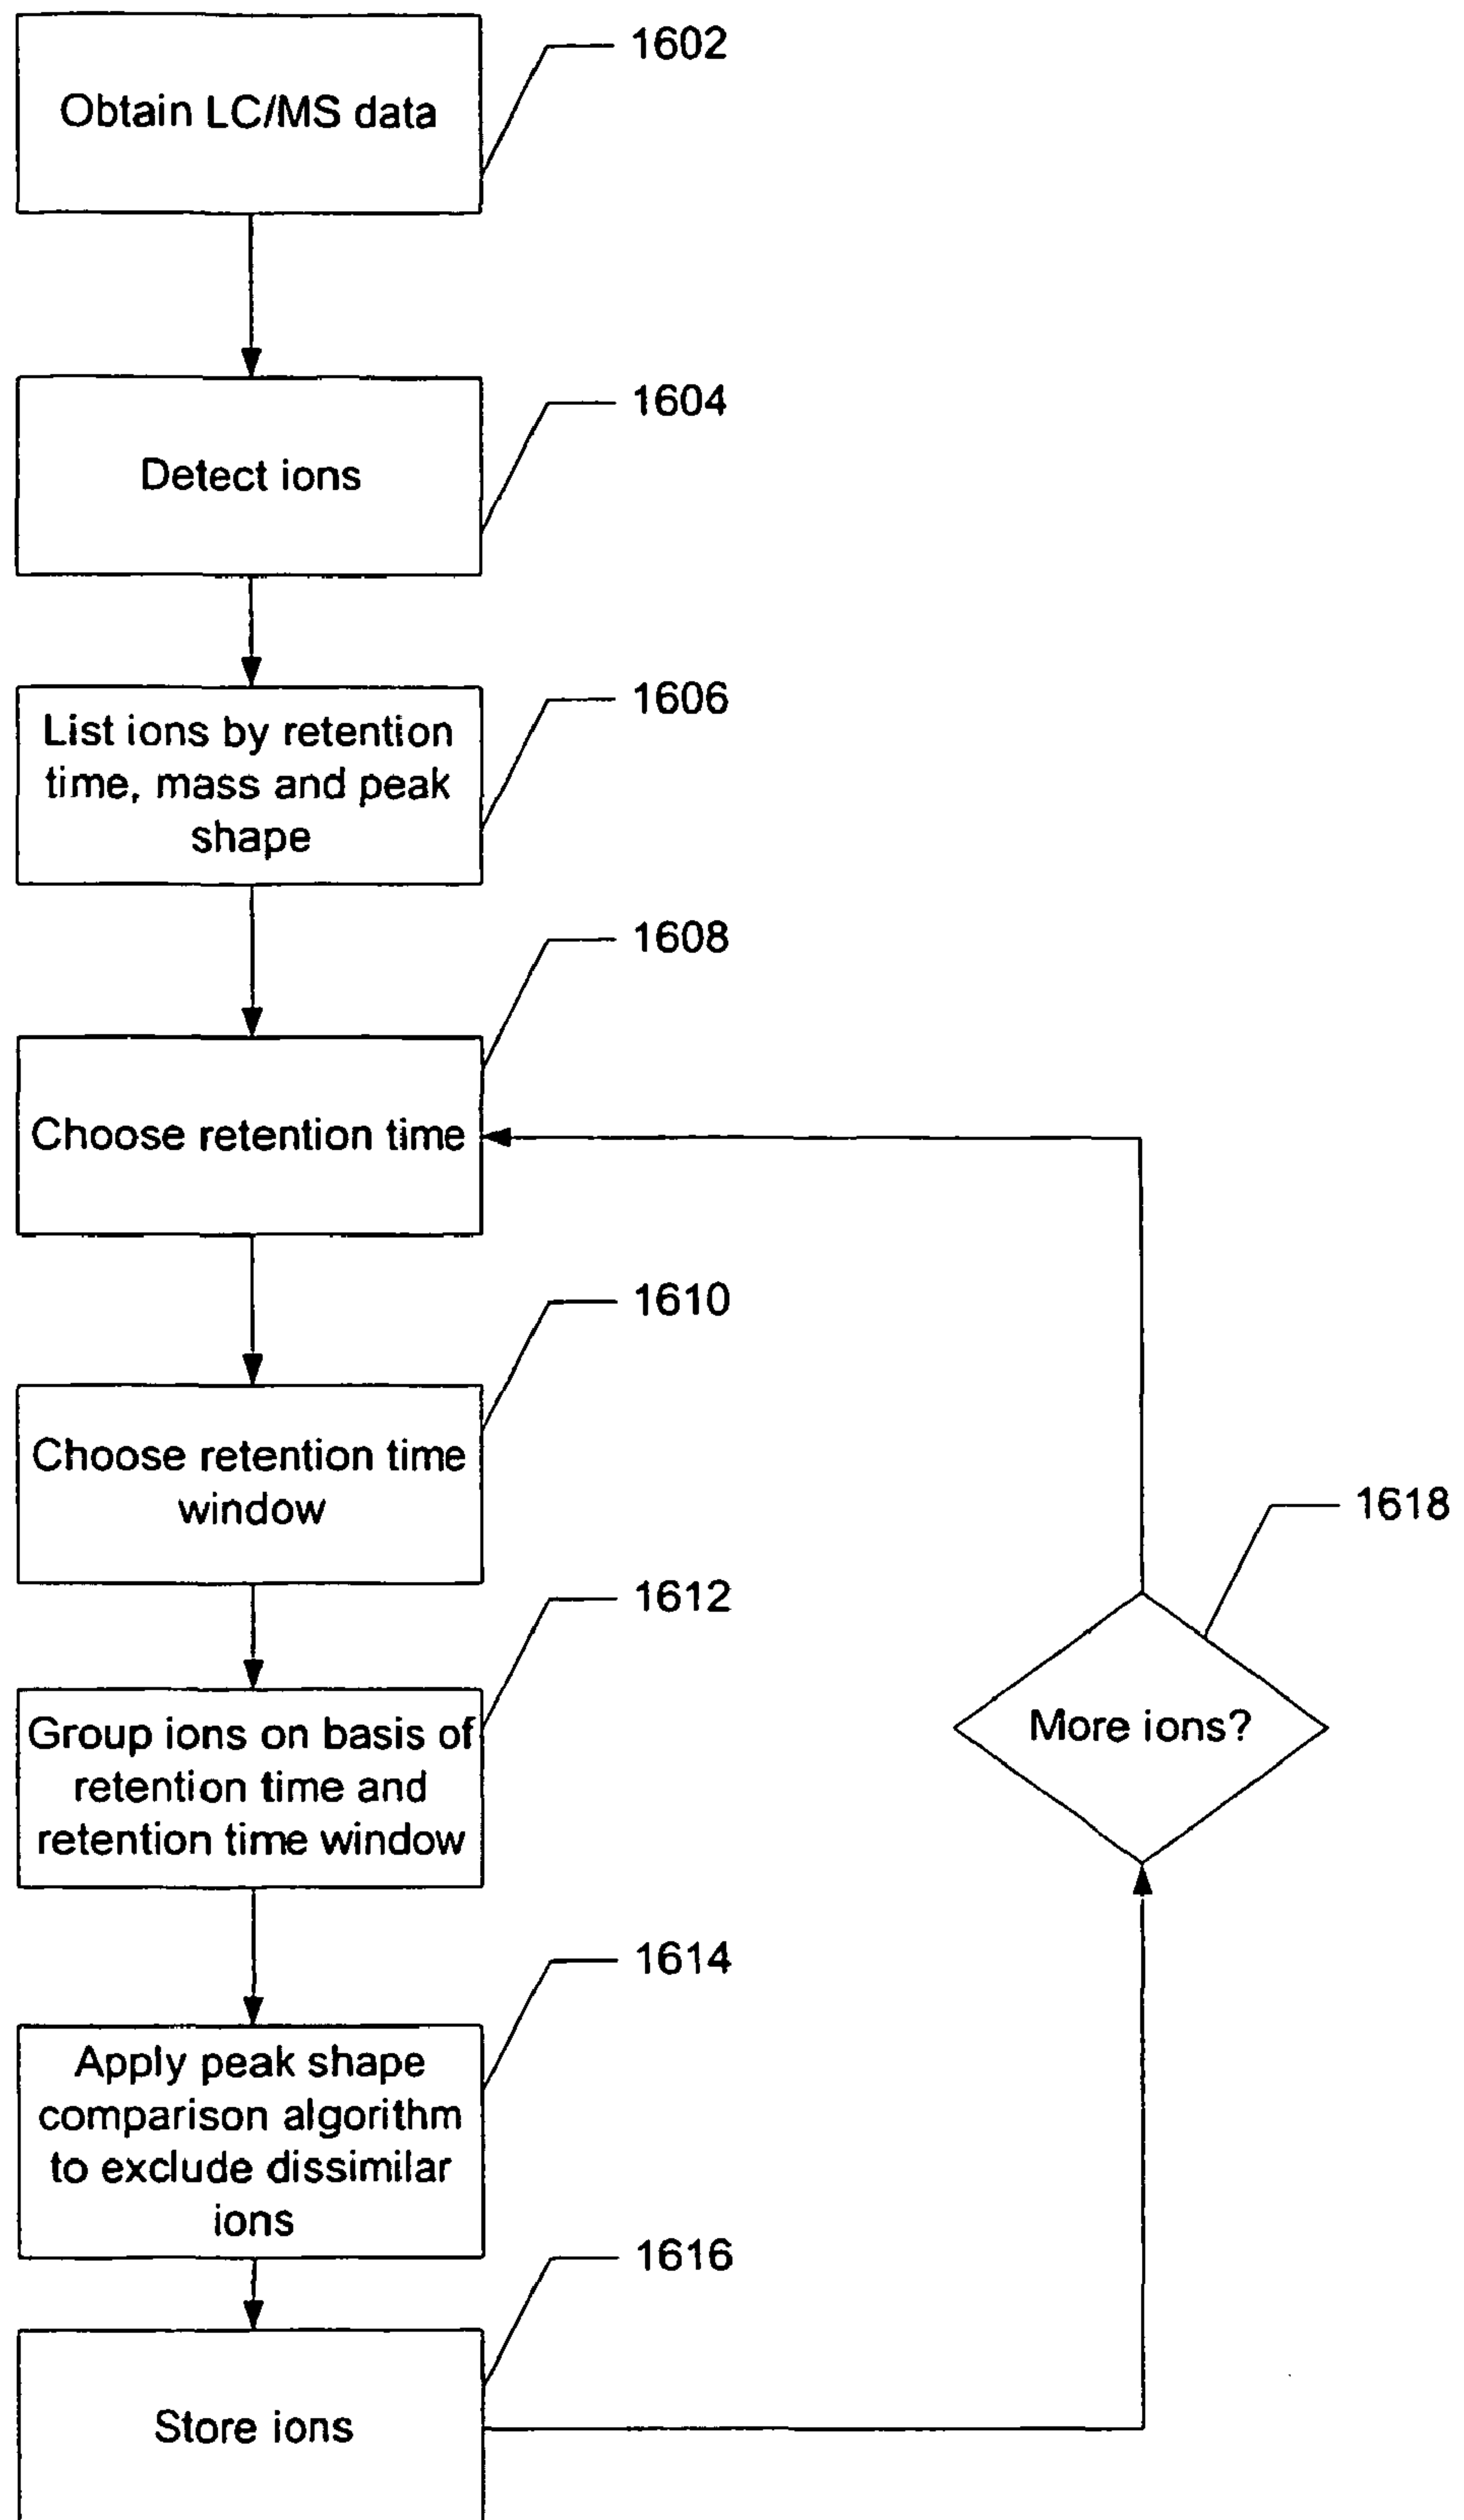 1602
Obtain LC/MS data
1604
Detect ions
1606
List ions by retention
time, mass and peak
shape
1608
Choose retention time
1610
Choose retention time
window
1618
1612
More ions?
Group ions on basis of
retention time and
retention time window
1614
Apply peak shape
comparison algorithm
to exclude dissimilar
ions
1616
Store ions